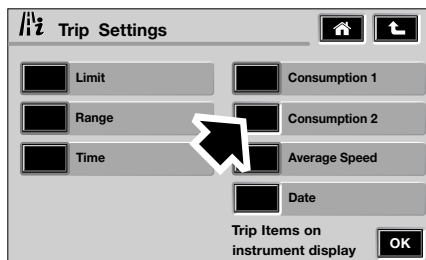 Trip Settings
Limit
Range
Time
Consumption 1
Consumption 2
Average Speed
Date
Trip Items on
instrument display
OK